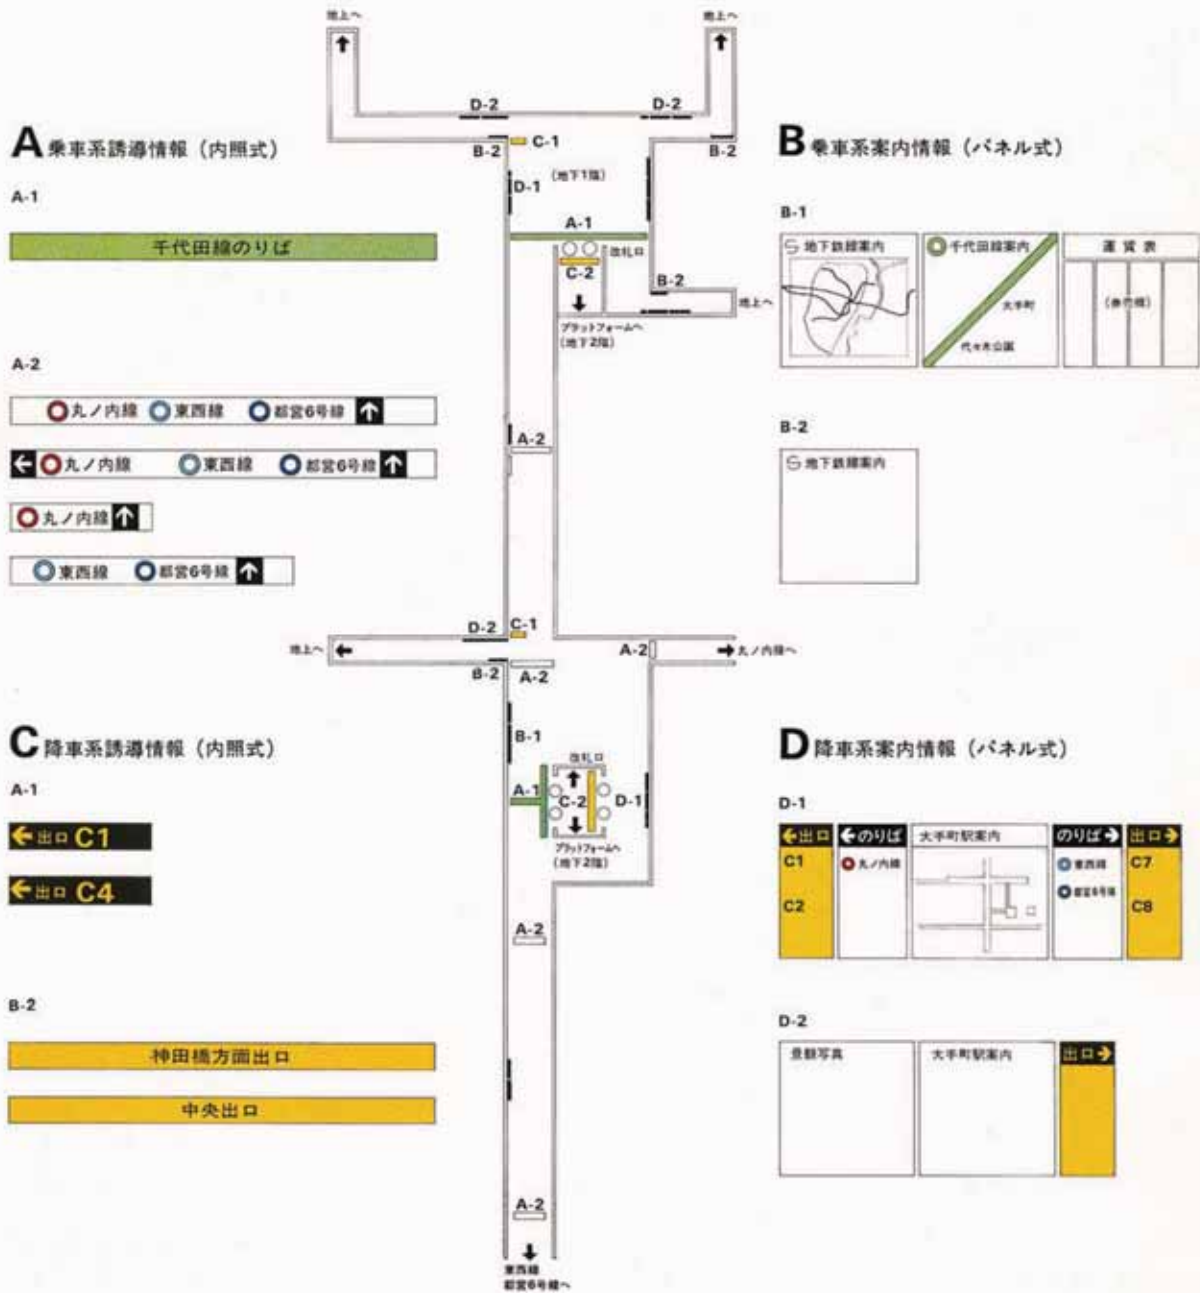 A 乗車系誘導情報（内照式）
A-1
千代田線のりば
A-2
丸ノ内線 東西線 都営6号線 ↑
← 丸ノ内線 東西線 都営6号線 ↑
丸ノ内線 ↑
東西線 都営6号線 ↑
C 降車系誘導情報（内照式）
A-1
←出口 C1
←出口 C4
B-2
神田橋方面出口
中央出口
地上へ
地上へ
D-2
D-2
B-2
C-1
B-2
D-1
（地下1階）
A-1
改札口
C-2
B-2
地上へ
プラットフォームへ
（地下2階）
A-2
D-2
C-1
地上へ
A-2
丸ノ内線へ
B-2
A-2
B-1
改札口
A-1
C-2
D-1
プラットフォームへ
（地下2階）
A-2
A-2
東西線
都営6号線へ
B 乗車系案内情報（パネル式）
B-1
地下鉄線案内
千代田線案内
大手町
代々木公園
運賃表
B-2
地下鉄線案内
D 降車系案内情報（パネル式）
D-1
←出口
C1
C2
←のりば
丸ノ内線
大手町駅案内
のりば→
東西線
都営6号線
出口→
C7
C8
D-2
景観写真
大手町駅案内
出口→